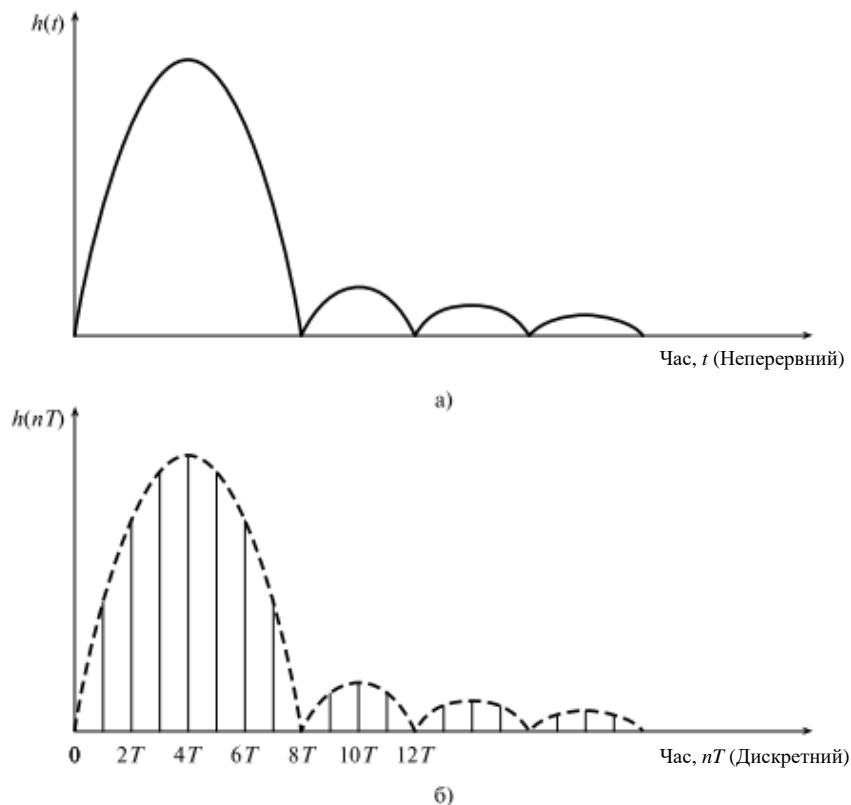 h(t)
Час, t (Неперервний)
а)
h(nT)
0 2T 4T 6T 8T 10T 12T
Час, nT (Дискретний)
б)